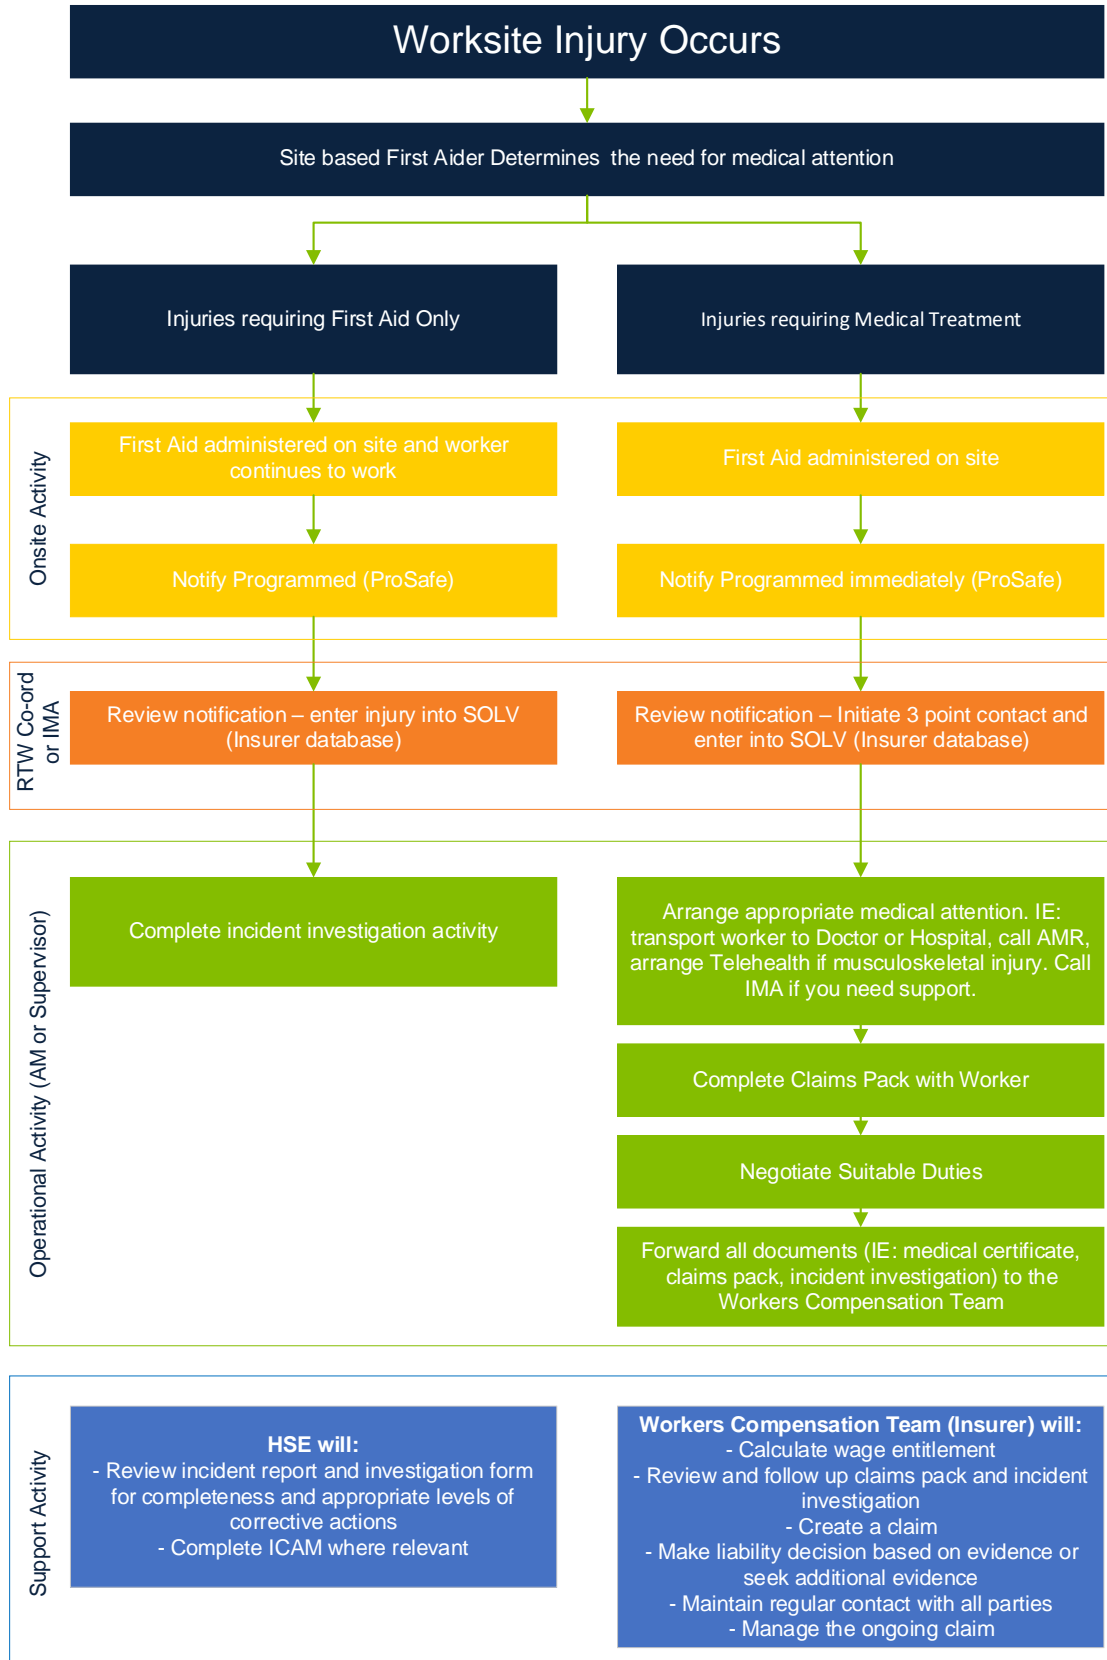 Worksite Injury Occurs
Site based First Aider Determines  the need for medical attention
Injuries requiring First Aid Only
Injuries requiring Medical Treatment
Onsite Activity
First Aid administered on site and worker
continues to work
First Aid administered on site
Notify Programmed (ProSafe)
Notify Programmed immediately (ProSafe)
RTW Co-ord
or IMA
Review notification – enter injury into SOLV
(Insurer database)
Review notification – Initiate 3 point contact and
enter into SOLV (Insurer database)
Operational Activity (AM or Supervisor)
Complete incident investigation activity
Arrange appropriate medical attention. IE:
transport worker to Doctor or Hospital, call AMR,
arrange Telehealth if musculoskeletal injury. Call
IMA if you need support.
Complete Claims Pack with Worker
Negotiate Suitable Duties
Forward all documents (IE: medical certificate,
claims pack, incident investigation) to the
Workers Compensation Team
Support Activity
HSE will:
- Review incident report and investigation form
for completeness and appropriate levels of
corrective actions
- Complete ICAM where relevant
Workers Compensation Team (Insurer) will:
- Calculate wage entitlement
- Review and follow up claims pack and incident
investigation
- Create a claim
- Make liability decision based on evidence or
seek additional evidence
- Maintain regular contact with all parties
- Manage the ongoing claim